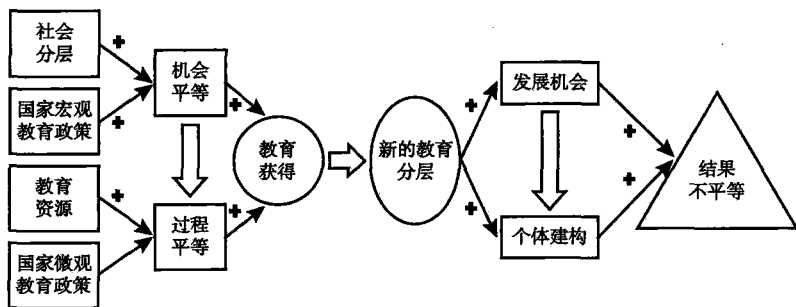 社会
分层
国家宏观
教育政策
教育
资源
国家微观
教育政策
机会
平等
过程
平等
教育
获得
新的教育
分层
发展机会
个体建构
结果
不平等